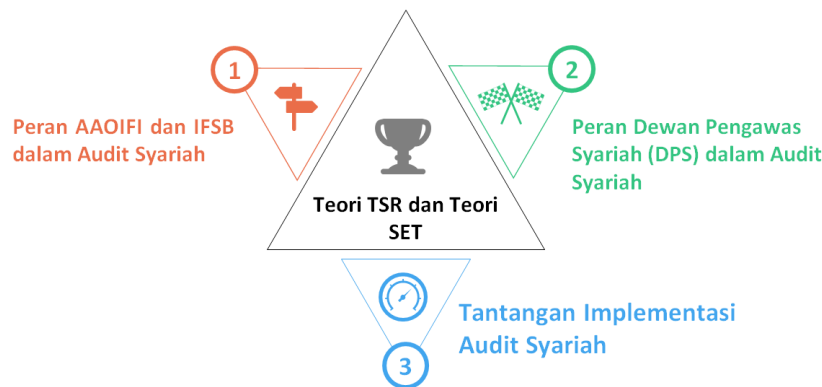 1
Peran AAOIFI dan IFSB
dalam Audit Syariah
2
Peran Dewan Pengawas
Syariah (DPS) dalam Audit
Syariah
Teori TSR dan Teori
SET
Tantangan Implementasi
Audit Syariah
3